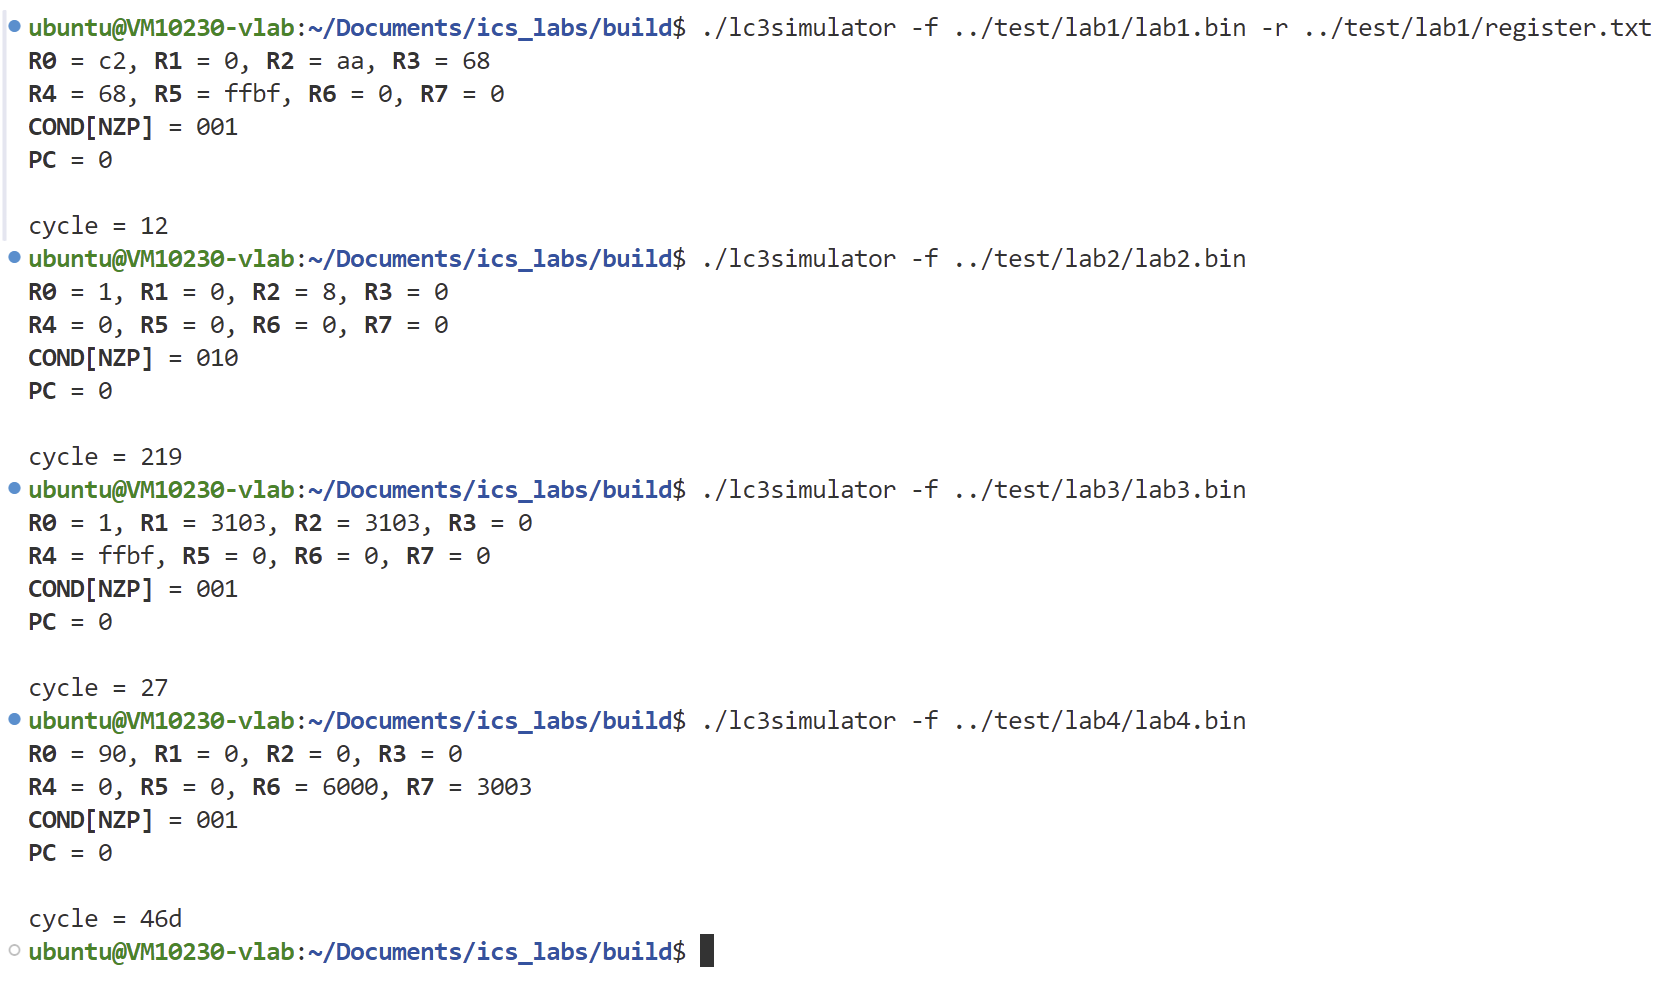 ubuntu@VM10230-vlab:~/Documents/ics_labs/build$ ./lc3simulator -f ../test/lab1/lab1.bin -r ../test/lab1/register.txt
R0 = c2, R1 = 0, R2 = aa, R3 = 68
R4 = 68, R5 = ffbf, R6 = 0, R7 = 0
COND[NZP] = 001
PC = 0
cycle = 12
ubuntu@VM10230-vlab:~/Documents/ics_labs/build$ ./lc3simulator -f ../test/lab2/lab2.bin
R0 = 1, R1 = 0, R2 = 8, R3 = 0
R4 = 0, R5 = 0, R6 = 0, R7 = 0
COND[NZP] = 010
PC = 0
cycle = 219
ubuntu@VM10230-vlab:~/Documents/ics_labs/build$ ./lc3simulator -f ../test/lab3/lab3.bin
R0 = 1, R1 = 3103, R2 = 3103, R3 = 0
R4 = ffbf, R5 = 0, R6 = 0, R7 = 0
COND[NZP] = 001
PC = 0
cycle = 27
ubuntu@VM10230-vlab:~/Documents/ics_labs/build$ ./lc3simulator -f ../test/lab4/lab4.bin
R0 = 90, R1 = 0, R2 = 0, R3 = 0
R4 = 0, R5 = 0, R6 = 6000, R7 = 3003
COND[NZP] = 001
PC = 0
cycle = 46d
ubuntu@VM10230-vlab:~/Documents/ics_labs/build$